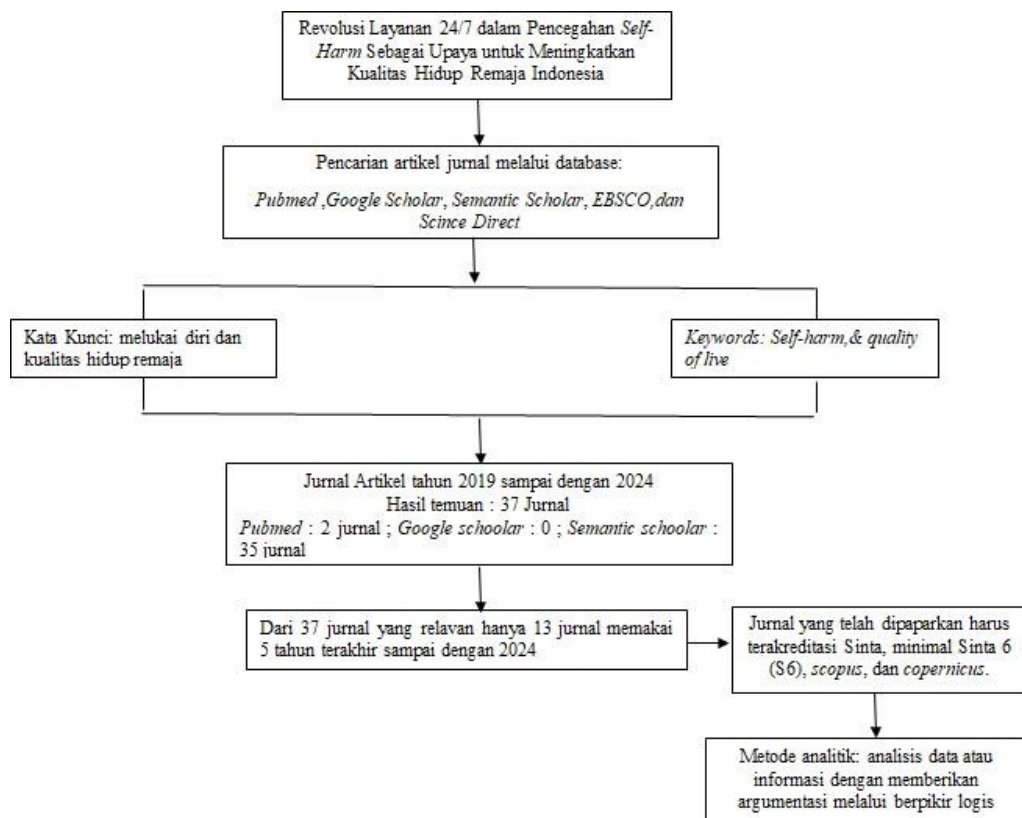 Revolusi Layanan 24/7 dalam Pencegahan Self-
Harm Sebagai Upaya untuk Meningkatkan
Kualitas Hidup Remaja Indonesia
Pencarian artikel jurnal melalui database:
Pubmed ,Google Scholar, Semantic Scholar, EBSCO,dan
Scince Direct
Kata Kunci: melukai diri dan
kualitas hidup remaja
Keywords: Self-harm,& quality
of live
Jurnal Artikel tahun 2019 sampai dengan 2024
Hasil temuan : 37 Jurnal
Pubmed : 2 jurnal ; Google schoolar : 0 ; Semantic schoolar :
35 jurnal
Dari 37 jurnal yang relavan hanya 13 jurnal memakai
5 tahun terakhir sampai dengan 2024
Jurnal yang telah dipaparkan harus
terakreditasi Sinta, minimal Sinta 6
(S6), scopus, dan copernicus.
Metode analitik: analisis data atau
informasi dengan memberikan
argumentasi melalui berpikir logis